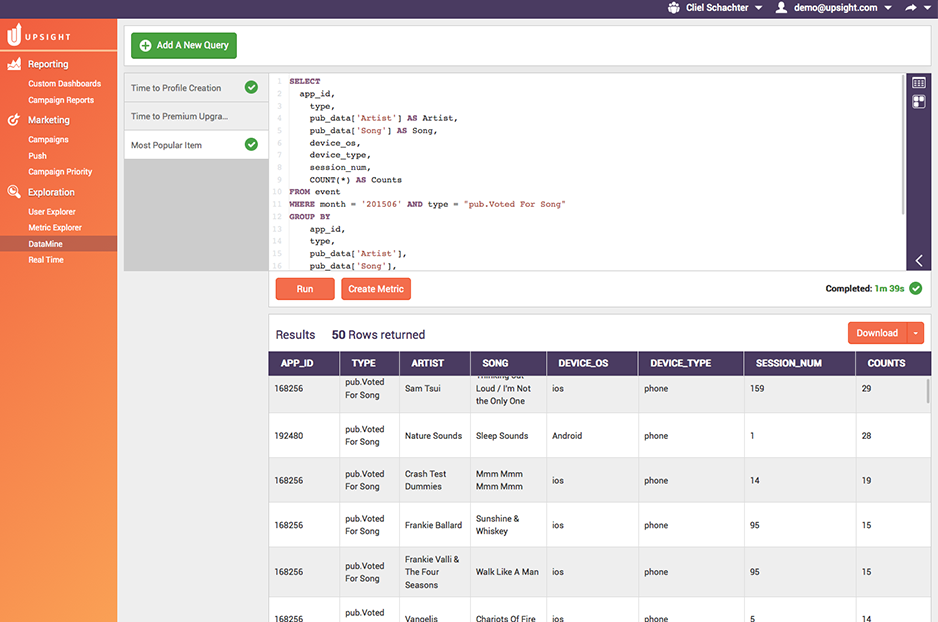 Cliel Schachter
demo@upsight.com
UPSIGHT
Reporting
Custom Dashboards
Campaign Reports
Marketing
Campaigns
Push
Campaign Priority
Exploration
User Explorer
Metric Explorer
DataMine
Real Time
Add A New Query
Time to Profile Creation
Time to Premium Upgra...
Most Popular Item
1 SELECT
2 app_id,
3 type,
4 pub_data['Artist'] AS Artist,
5 pub_data['Song'] AS Song,
6 device_os,
7 device_type,
8 session_num,
9 COUNT(*) AS Counts
10 FROM event
11 WHERE month = '201506' AND type = "pub.Voted For Song"
12 GROUP BY
13 app_id,
14 type,
15 pub_data['Artist'],
16 pub_data['Song'],
Run
Create Metric
Completed: 1m 39s
Results 50 Rows returned
Download
APP_ID TYPE ARTIST SONG DEVICE_OS DEVICE_TYPE SESSION_NUM COUNTS
168256 pub.Voted For Song Sam Tsui Thinking Out Loud / I'm Not the Only One ios phone 159 29
192480 pub.Voted For Song Nature Sounds Sleep Sounds Android phone 1 28
168256 pub.Voted For Song Crash Test Dummies Mmm Mmm Mmm Mmm ios phone 14 19
168256 pub.Voted For Song Frankie Ballard Sunshine & Whiskey ios phone 95 15
168256 pub.Voted For Song Frankie Valli & The Four Seasons Walk Like A Man ios phone 95 15
168256 pub.Voted Vangelis Chariots Of Fire ios phone 5 14